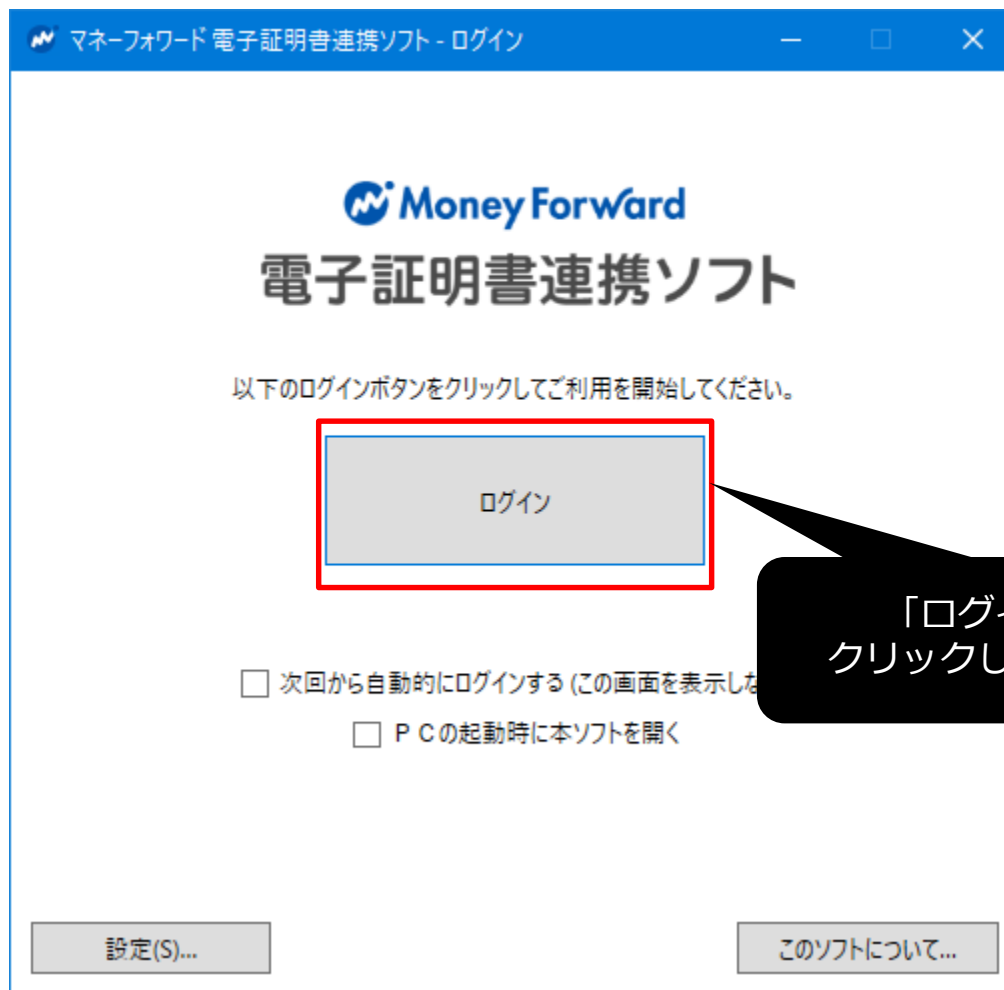 マネーフォワード 電子証明書連携ソフト - ログイン
Money Forward
電子証明書連携ソフト
以下のログインボタンをクリックしてご利用を開始してください。
ログイン
「ログ
クリックし
次回から自動的にログインする (この画面を表示しな
ＰＣの起動時に本ソフトを開く
設定(S)...
このソフトについて...